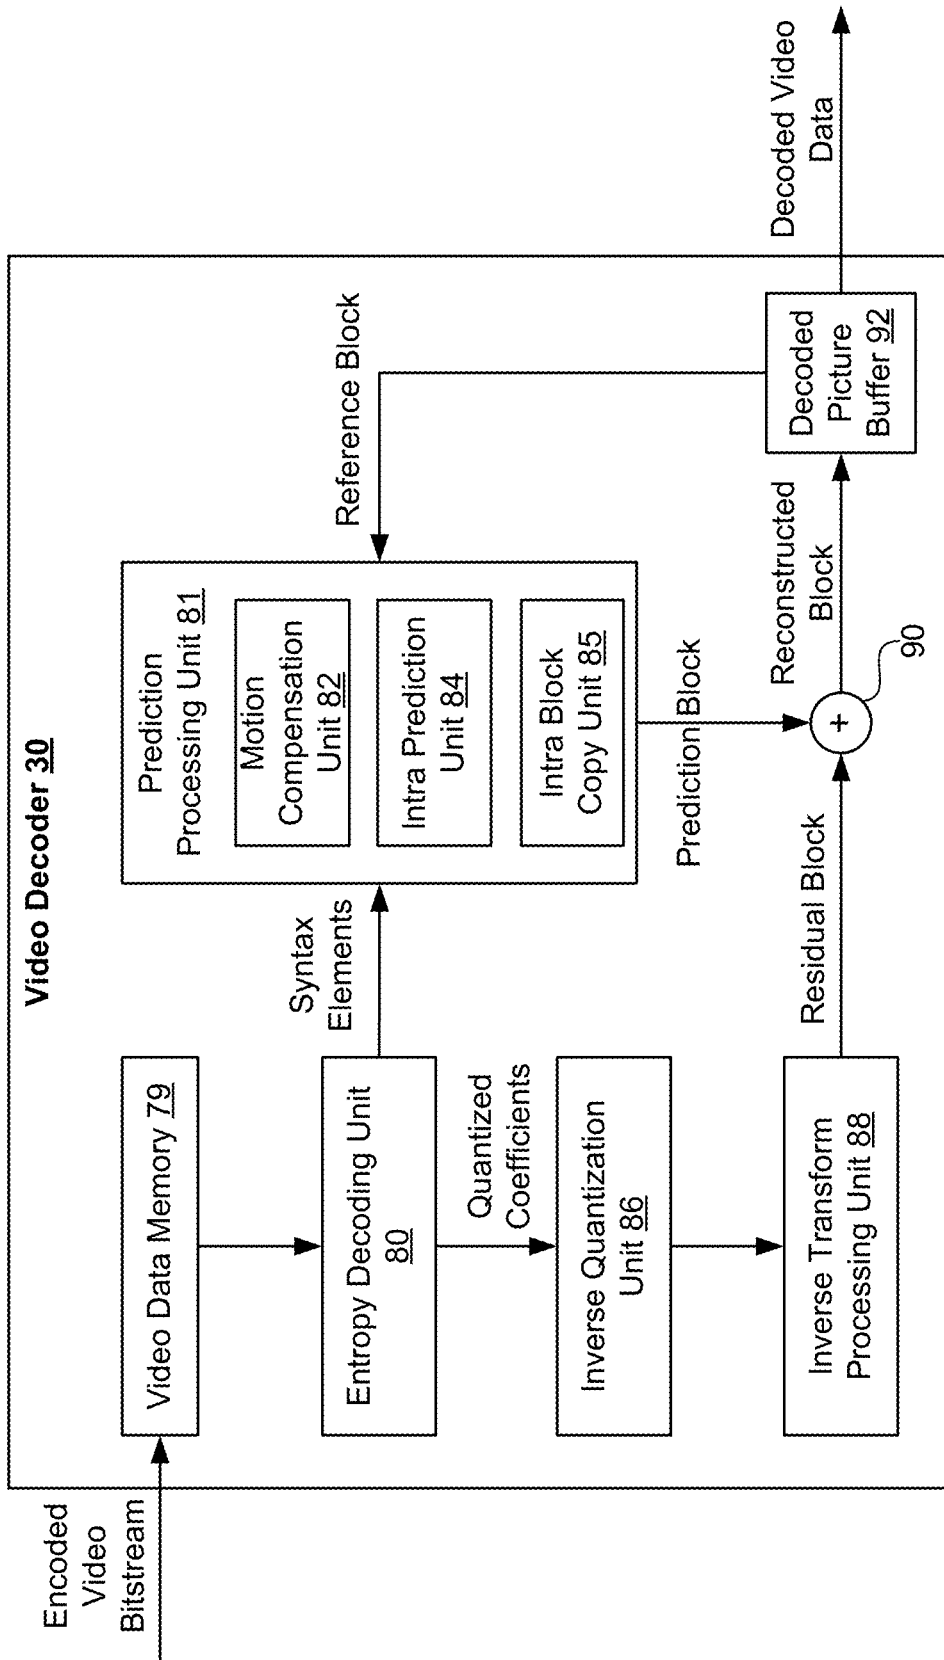 Video Decoder 30
Encoded
Video
Bitstream
Video Data Memory 79
Entropy Decoding Unit
80
Quantized
Coefficients
Inverse Quantization
Unit 86
Inverse Transform
Processing Unit 88
Syntax
Elements
Prediction
Processing Unit 81
Motion
Compensation
Unit 82
Intra Prediction
Unit 84
Intra Block
Copy Unit 85
Prediction Block
Residual Block
+
90
Reconstructed
Block
Reference Block
Decoded
Picture
Buffer 92
Decoded Video
Data